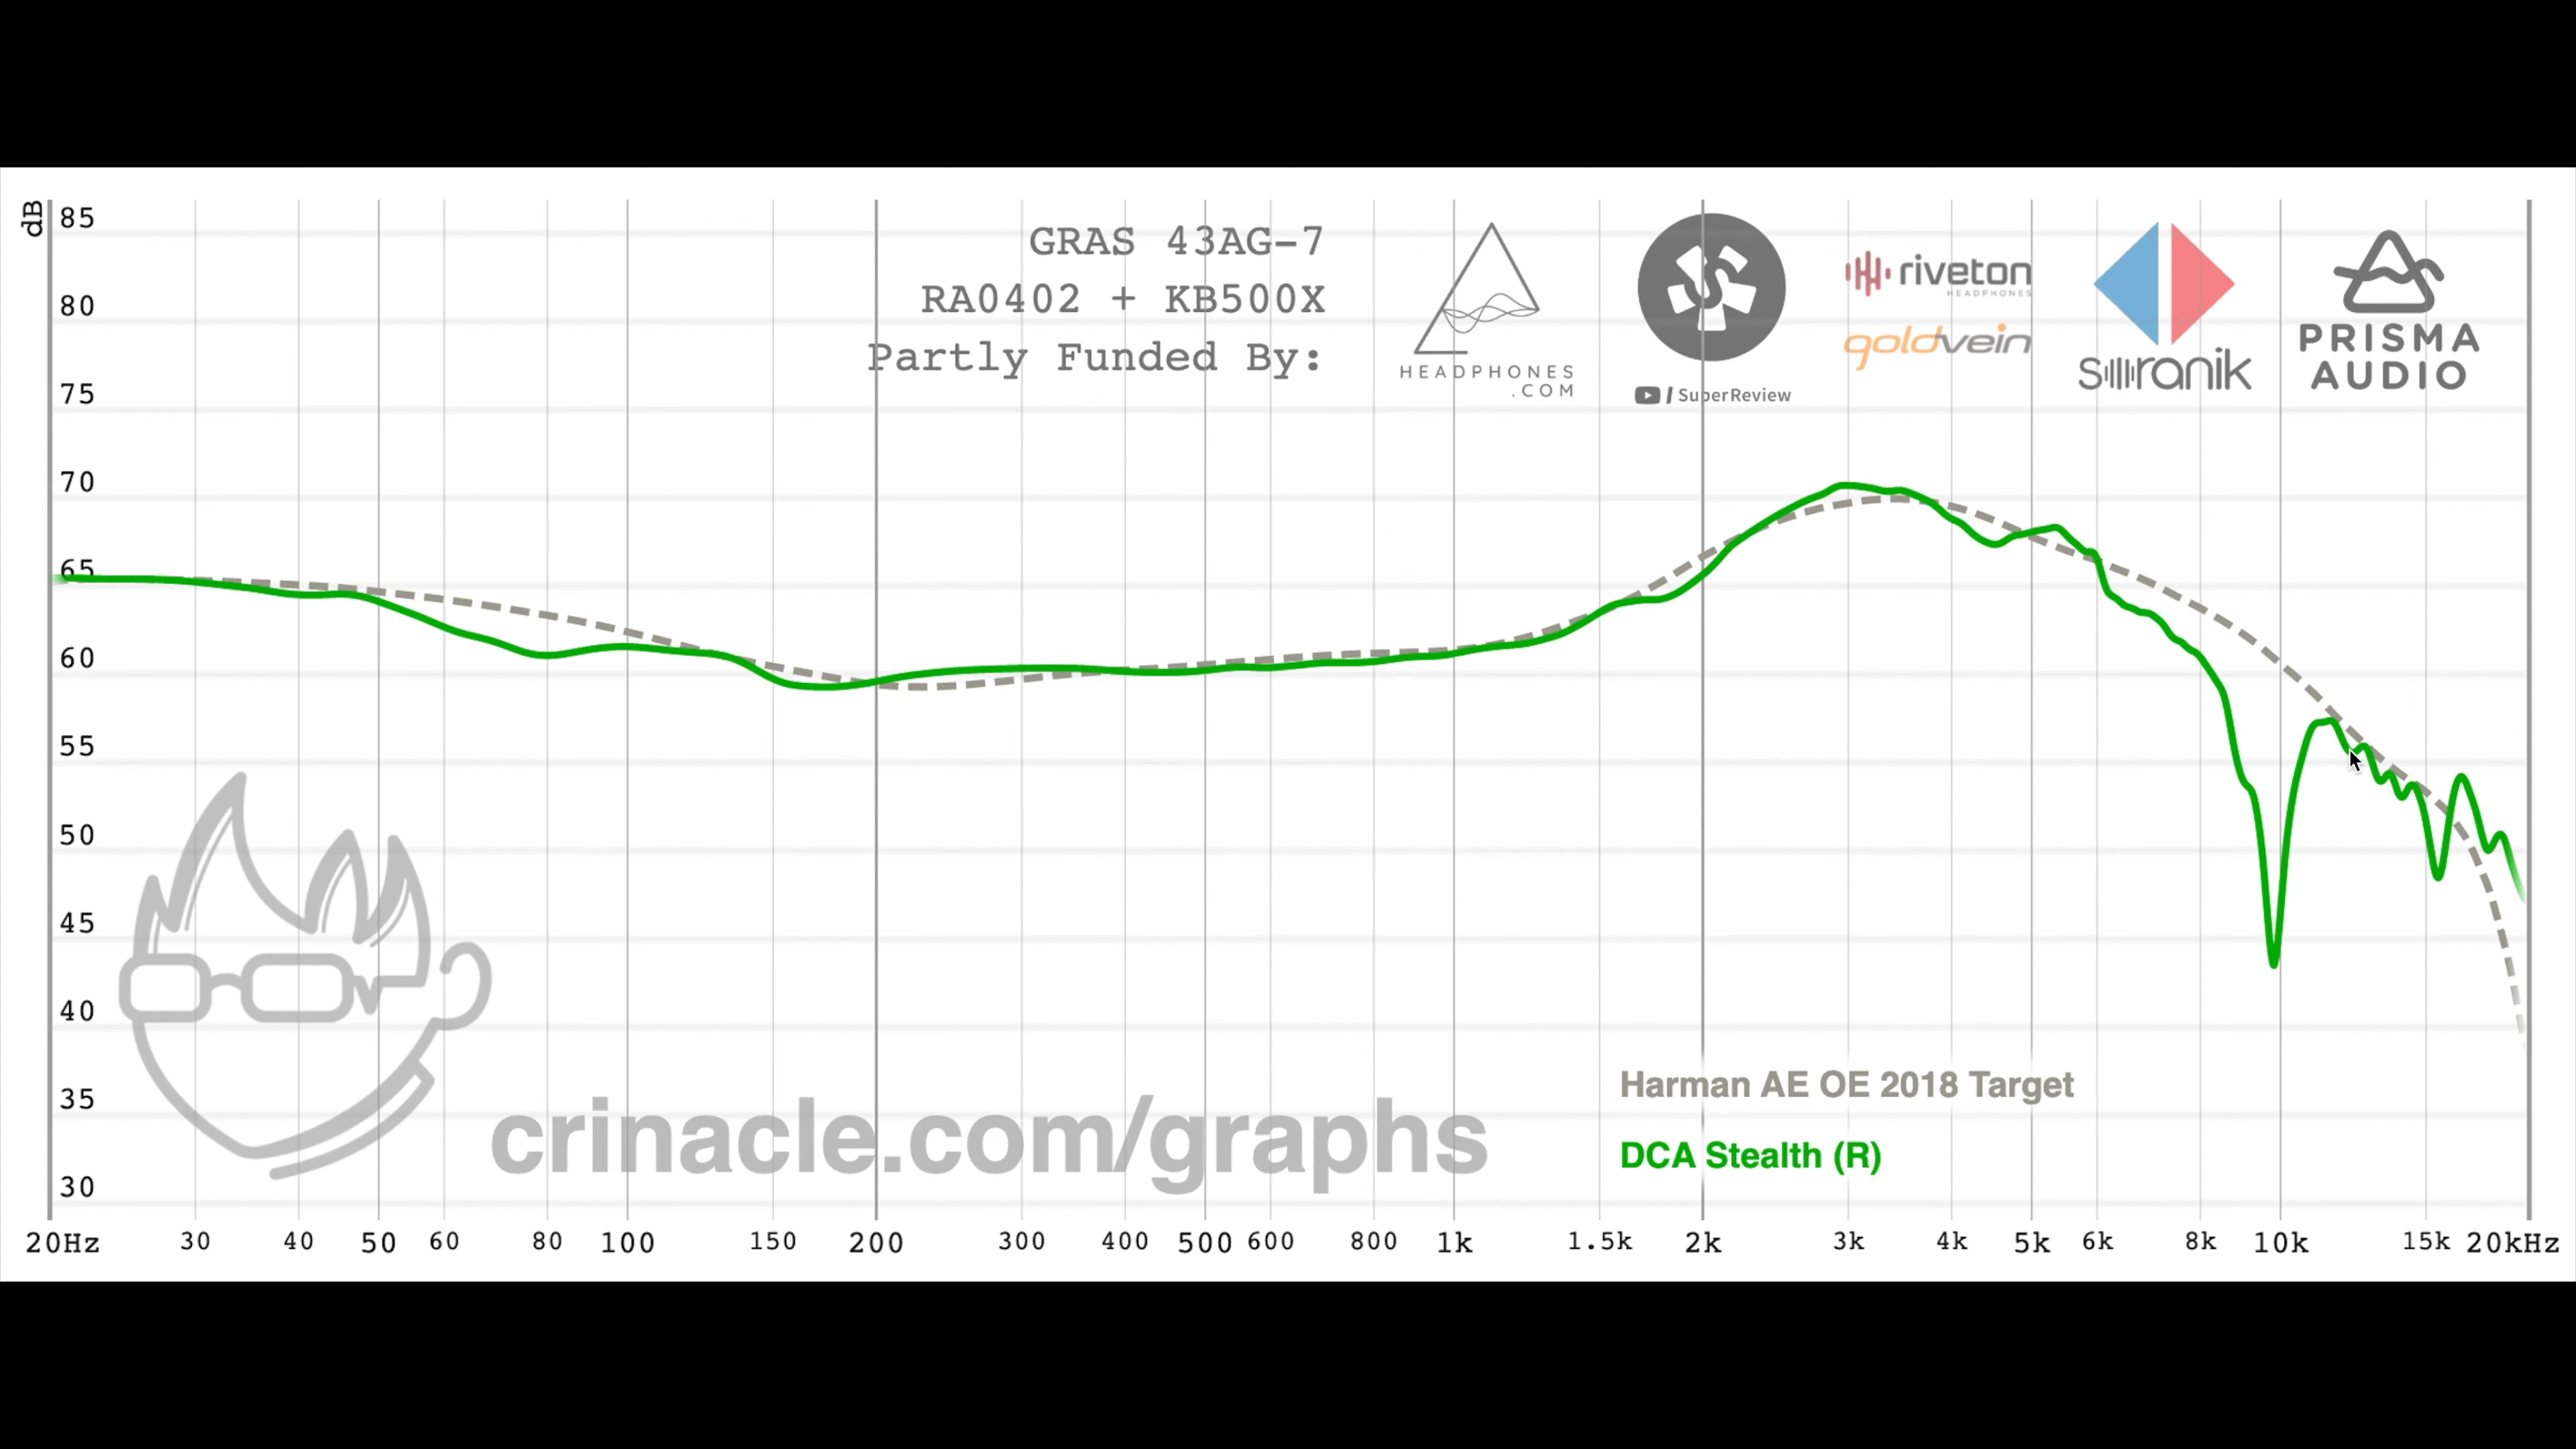 dB
85
80
75
70
65
60
55
50
45
40
35
30
GRAS 43AG-7
RA0402 + KB500X
Partly Funded By:
HEADPHONES
.COM
/ SuperReview
riveton
HEADPHONES
goldvein
soranik
PRISMA
AUDIO
crinacle.com/graphs
Harman AE OE 2018 Target
DCA Stealth (R)
20Hz 30 40 50 60 80 100 150 200 300 400 500 600 800 1k 1.5k 2k 3k 4k 5k 6k 8k 10k 15k 20kHz